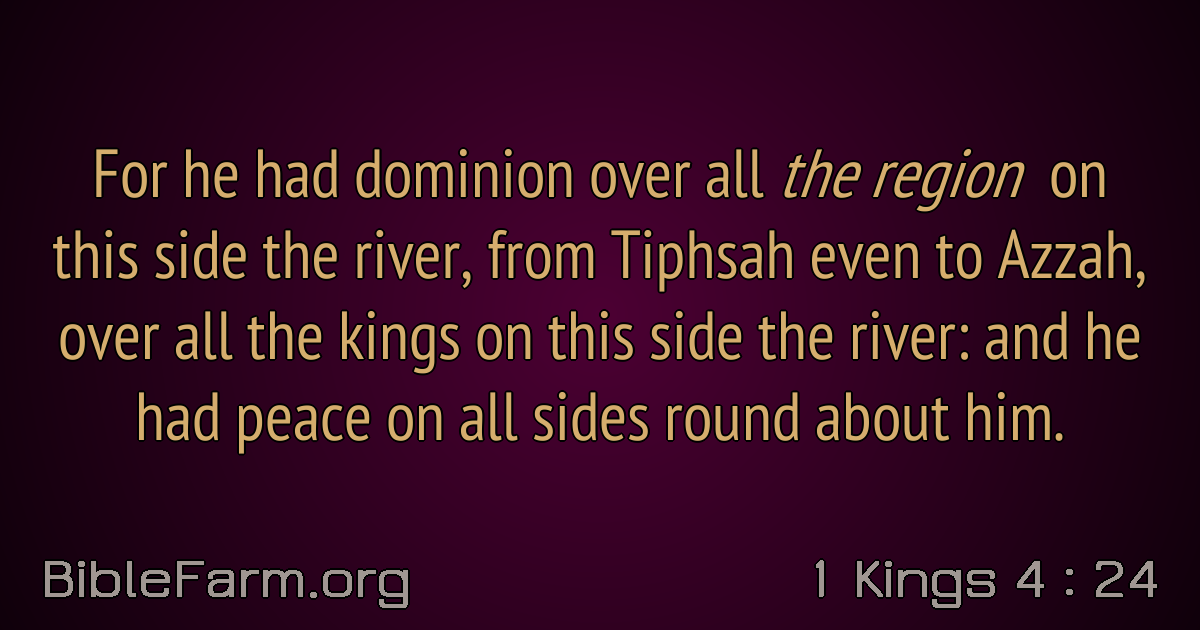 For he had dominion over all the region on
this side the river, from Tiphsah even to Azzah,
over all the kings on this side the river: and he
had peace on all sides round about him.
BibleFarm.org
1 Kings 4 : 24